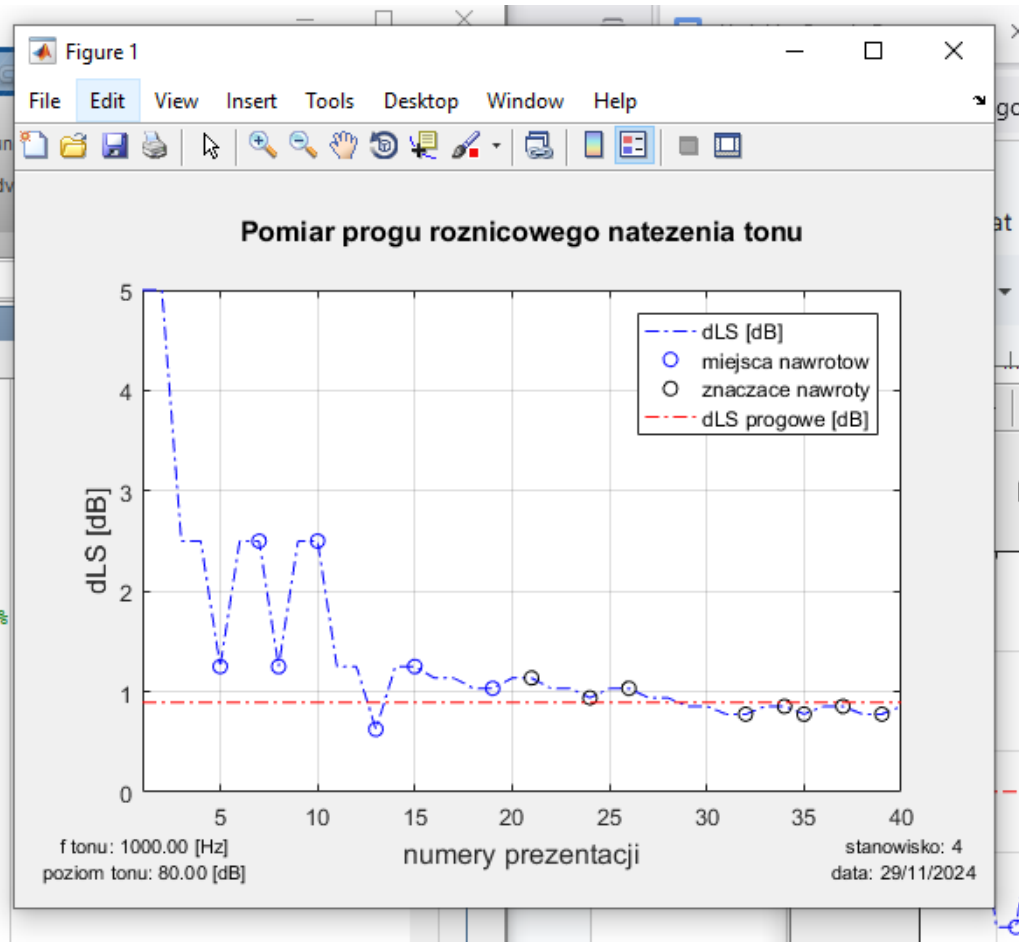 Figure 1
File Edit View Insert Tools Desktop Window Help
Pomiar progu roznicowego natezenia tonu
dLS [dB]
miejsca nawrotow
znaczace nawroty
dLS progowe [dB]
5
4
3
2
1
0
dLS [dB]
5 10 15 20 25 30 35 40
numery prezentacji
f tonu: 1000.00 [Hz]
poziom tonu: 80.00 [dB]
stanowisko: 4
data: 29/11/2024
at
%